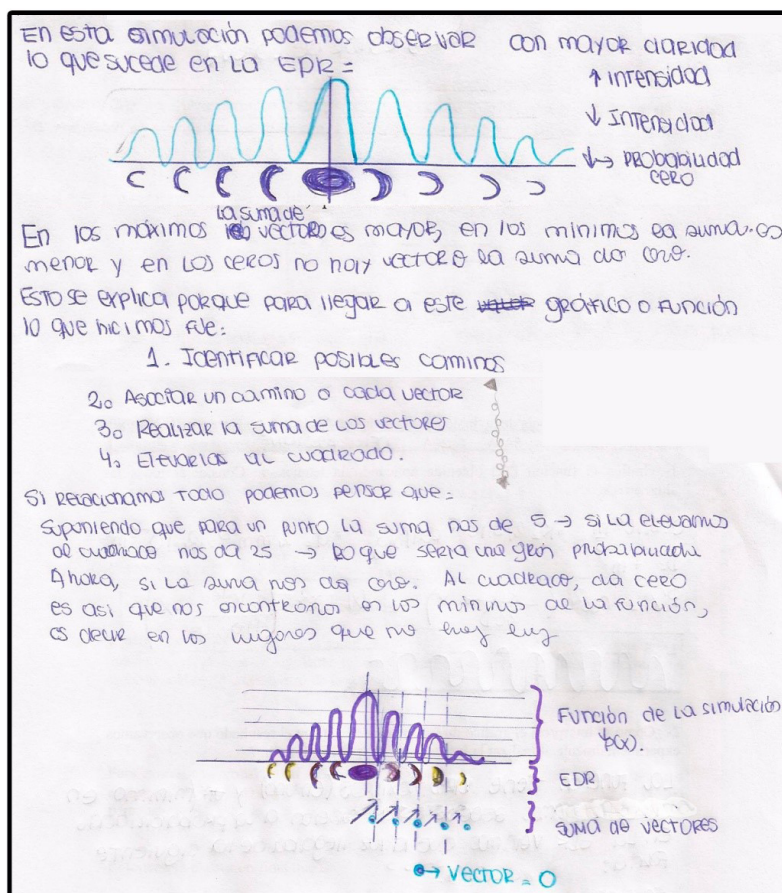 En esta simulación podemos observar con mayor claridad
lo que sucede en la EDR =
↑ intensidad
↓ Intensidad
↓→ probabilidad
cero
En los máximos la suma de vectores es mayor, en los mínimos la suma es
menor y en los ceros no hay vector o la suma da cero.
Esto se explica porque para llegar a este gráfico o función
lo que hicimos fue:
1. Identificar posibles caminos
2. Asociar un camino a cada vector
3. Realizar la suma de los vectores
4. Elevarlas al cuadrado.
Si relacionamos todo podemos pensar que =
Suponiendo que para un punto la suma nos de 5 → si la elevamos
al cuadrado nos da 25 → lo que sería una gran probabilidad.
Ahora, si la suma nos da cero. Al cuadrado, da cero
es asi que nos encontramos en los mínimos de la función,
es decir en los lugares que no hay luz
Función de la simulación
p(x).
EDR
suma de vectores
→ vector = 0